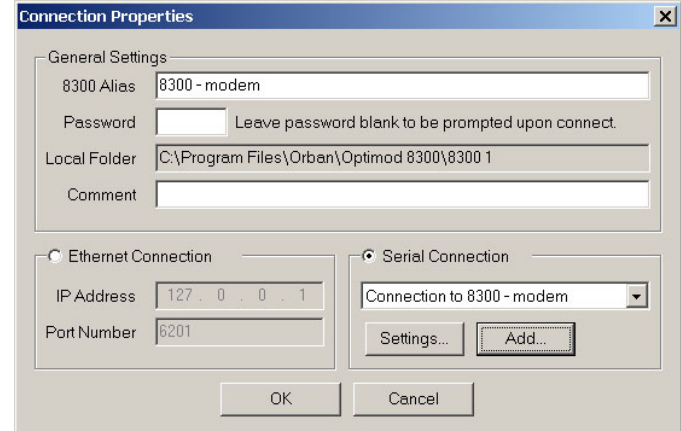 Connection Properties
General Settings
8300 Alias 8300 - modem
Password Leave password blank to be prompted upon connect.
Local Folder C:\Program Files\Orban\Optimod 8300\8300 1
Comment
Ethernet Connection
IP Address 127 . 0 . 0 . 1
Port Number 6201
Serial Connection
Connection to 8300 - modem
Settings... Add...
OK Cancel